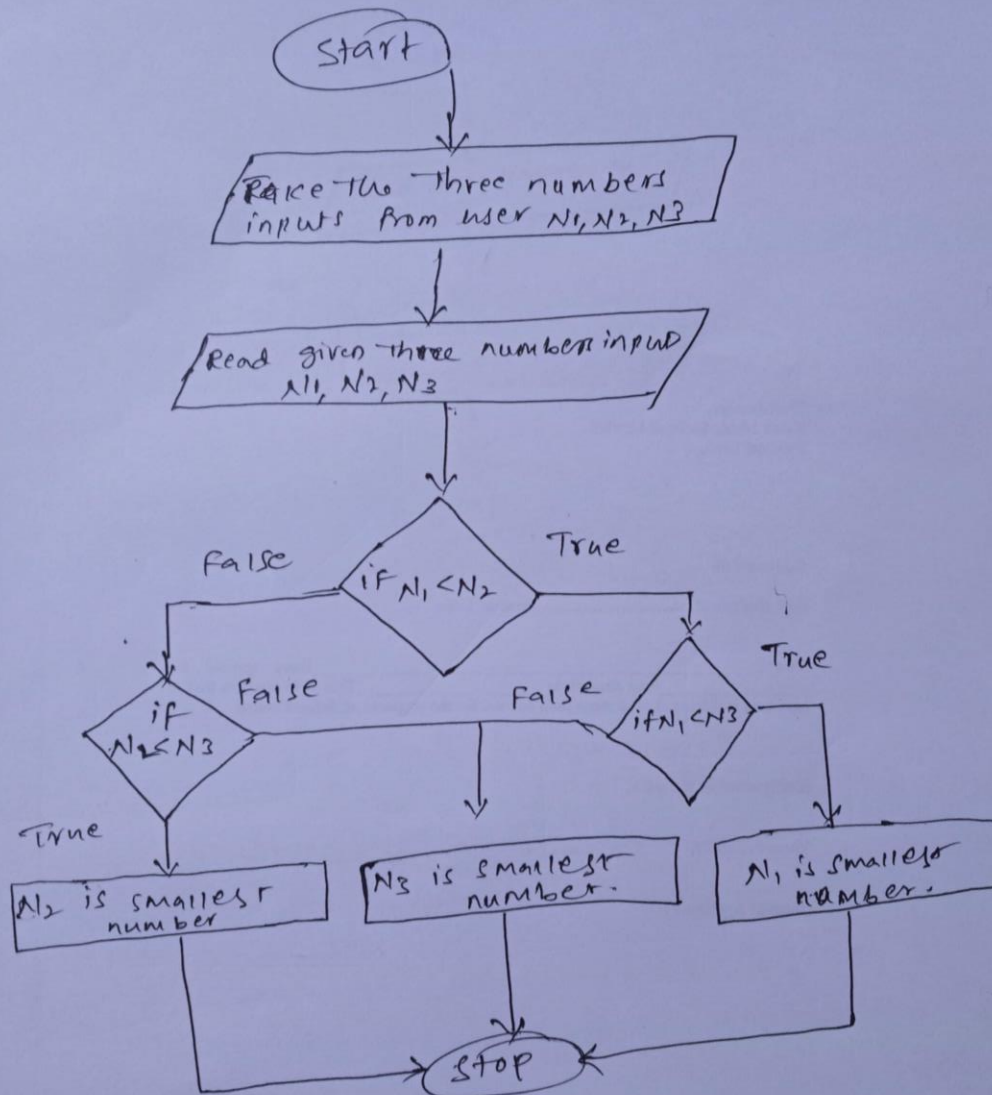 Start
Take the Three numbers
inputs from user N1, N2, N3
Read given three number input
N1, N2, N3
False
True
if N1 <N2
True
False
False
if
N2<N3
if N1 <N3
True
N2 is smallest
number
N3 is smallest
number.
N1 is smallest
number.
Stop